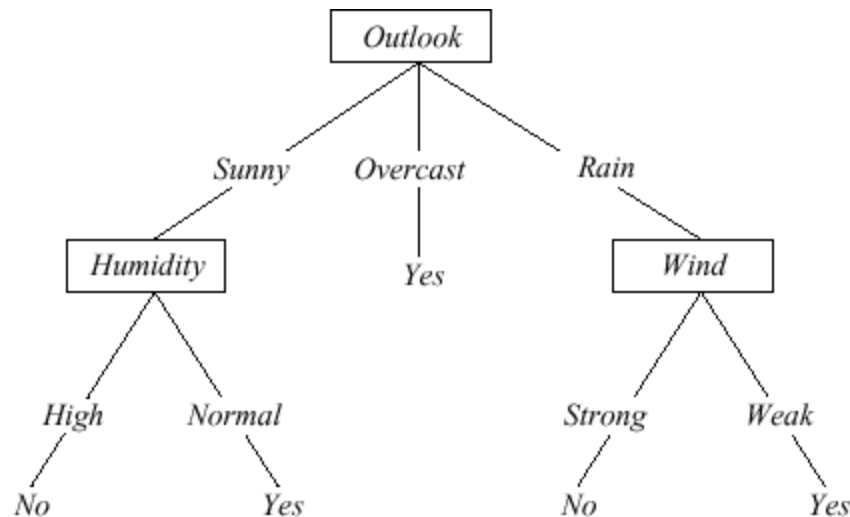 Outlook
Sunny Overcast Rain
Humidity Yes Wind
High Normal Strong Weak
No Yes No Yes